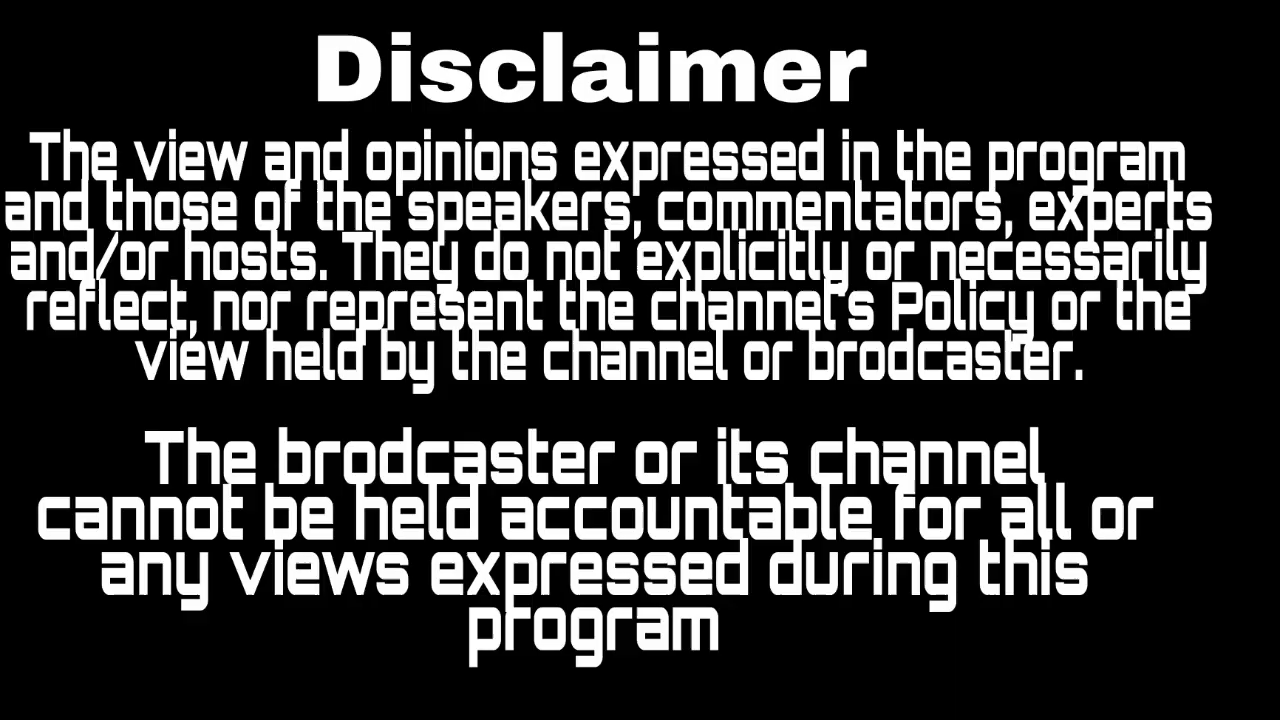 Disclaimer
The view and opinions expressed in the program
and those of the speakers, commentators, experts
and/or hosts. They do not explicitly or necessarily
reflect, nor represent the channel's Policy or the
view held by the channel or brodcaster.
The brodcaster or its channel
cannot be held accountable for all or
any views expressed during this
program